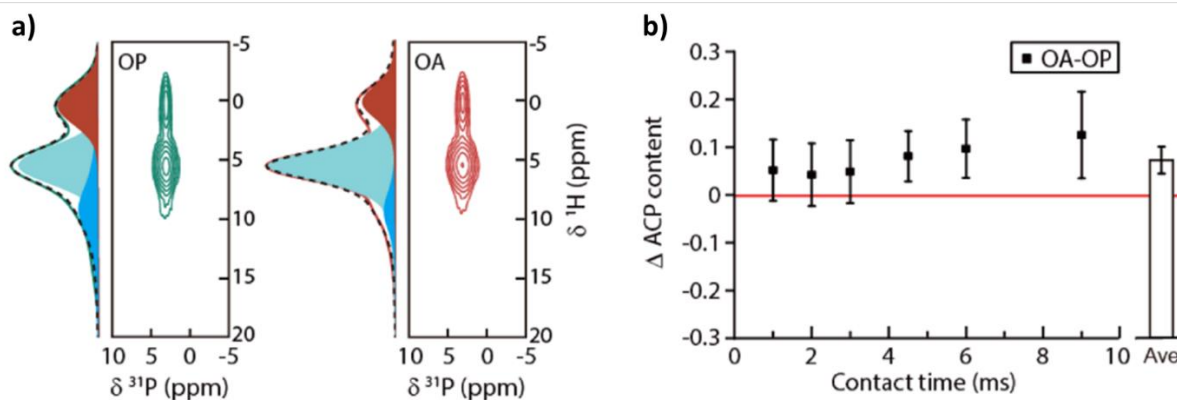 a)
OP
-5
0
5
10
15
20
10 5 0 -5
δ ³¹P (ppm)
OA
-5
0
5
10
15
20
δ ¹H (ppm)
10 5 0 -5
δ ³¹P (ppm)
b)
0.3
0.2
0.1
0
-0.1
-0.2
-0.3
Δ ACP content
OA-OP
0 2 4 6 8 10 Ave
Contact time (ms)